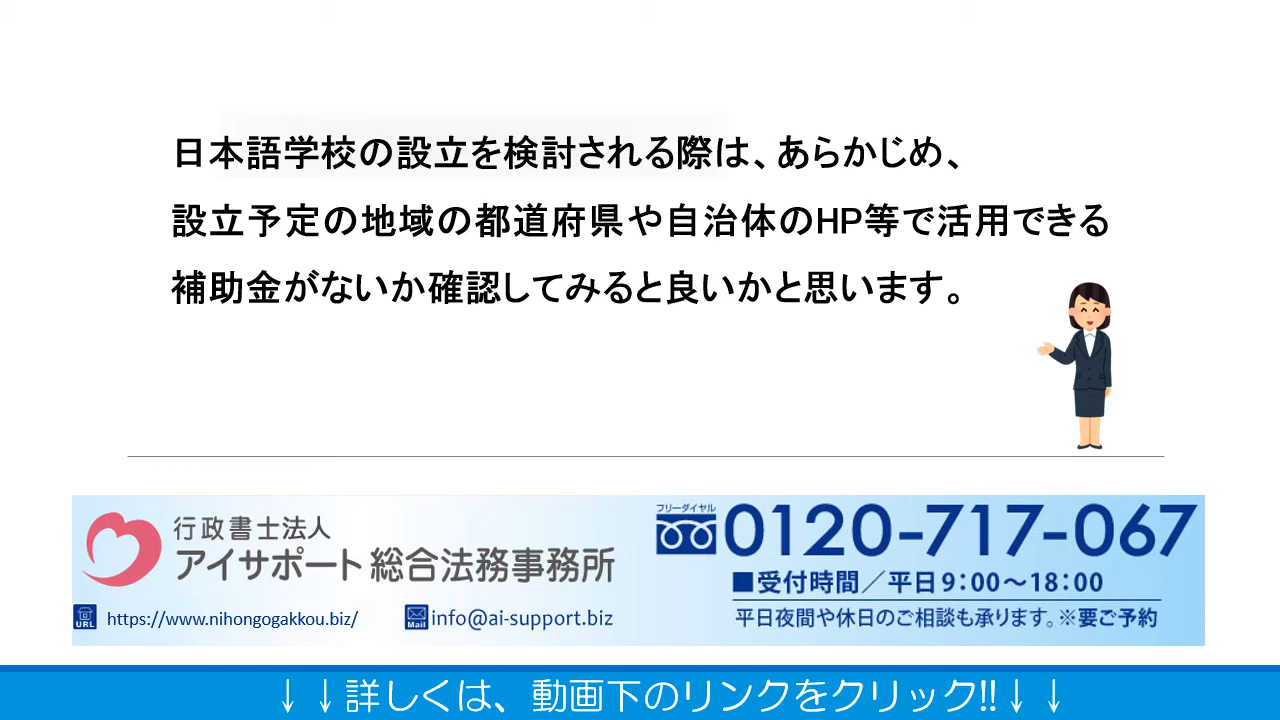 日本語学校の設立を検討される際は、あらかじめ、
設立予定の地域の都道府県や自治体のHP等で活用できる
補助金がないか確認してみると良いかと思います。
行政書士法人
アイサポート総合法務事務所
URL https://www.nihongogakkou.biz/
Mail info@ai-support.biz
フリーダイヤル
0120-717-067
■受付時間／平日9:00～18:00
平日夜間や休日のご相談も承ります。※要ご予約
↓↓詳しくは、動画下のリンクをクリック!!↓↓